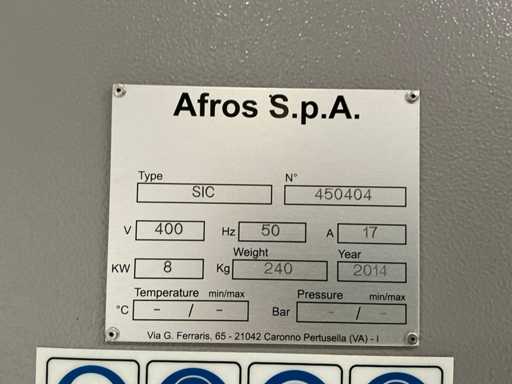 Afros S.p.A.
Type N°
SIC 450404
V 400 Hz 50 A 17
Weight Year
KW 8 Kg 240 2014
Temperature min/max Pressure min/max
°C - / - Bar - / -
Via G. Ferraris, 65 - 21042 Caronno Pertusella (VA) - I